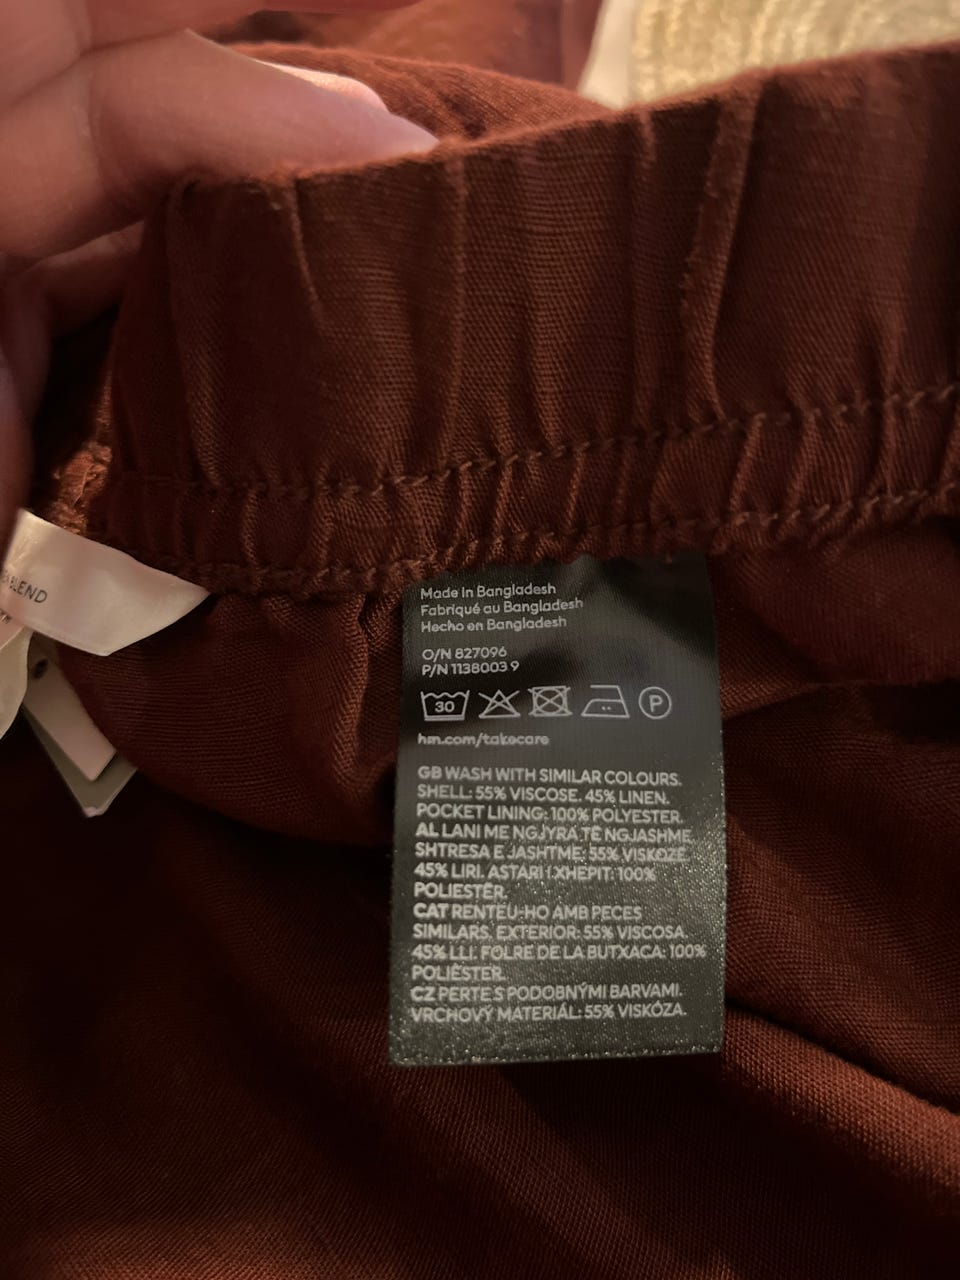 BLEND
Made in Bangladesh
Fabriqué au Bangladesh
Hecho en Bangladesh
O/N 827096
P/N 1138003 9
30
P
hm.com/takecare
GB WASH WITH SIMILAR COLOURS.
SHELL: 55% VISCOSE. 45% LINEN.
POCKET LINING: 100% POLYESTER.
AL LANI ME NGJYRA TË NGJASHME.
SHTRESA E JASHTME: 55% VISKOZË.
45% LIRI. ASTARI I XHEPIT: 100%
POLIESTËR.
CAT RENTEU-HO AMB PECES
SIMILARS. EXTERIOR: 55% VISCOSA.
45% LLI. FOLRE DE LA BUTXACA: 100%
POLIÈSTER.
CZ PERTE S PODOBNÝMI BARVAMI.
VRCHOVÝ MATERIÁL: 55% VISKÓZA.